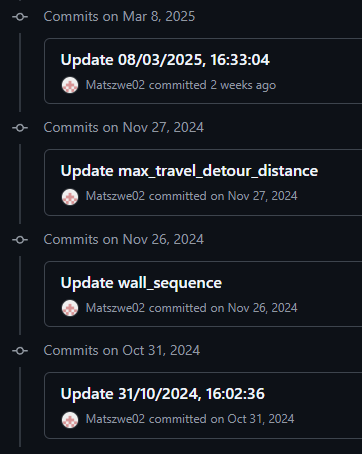 Commits on Mar 8, 2025
Update 08/03/2025, 16:33:04
Matszwe02 committed 2 weeks ago
Commits on Nov 27, 2024
Update max_travel_detour_distance
Matszwe02 committed on Nov 27, 2024
Commits on Nov 26, 2024
Update wall_sequence
Matszwe02 committed on Nov 26, 2024
Commits on Oct 31, 2024
Update 31/10/2024, 16:02:36
Matszwe02 committed on Oct 31, 2024